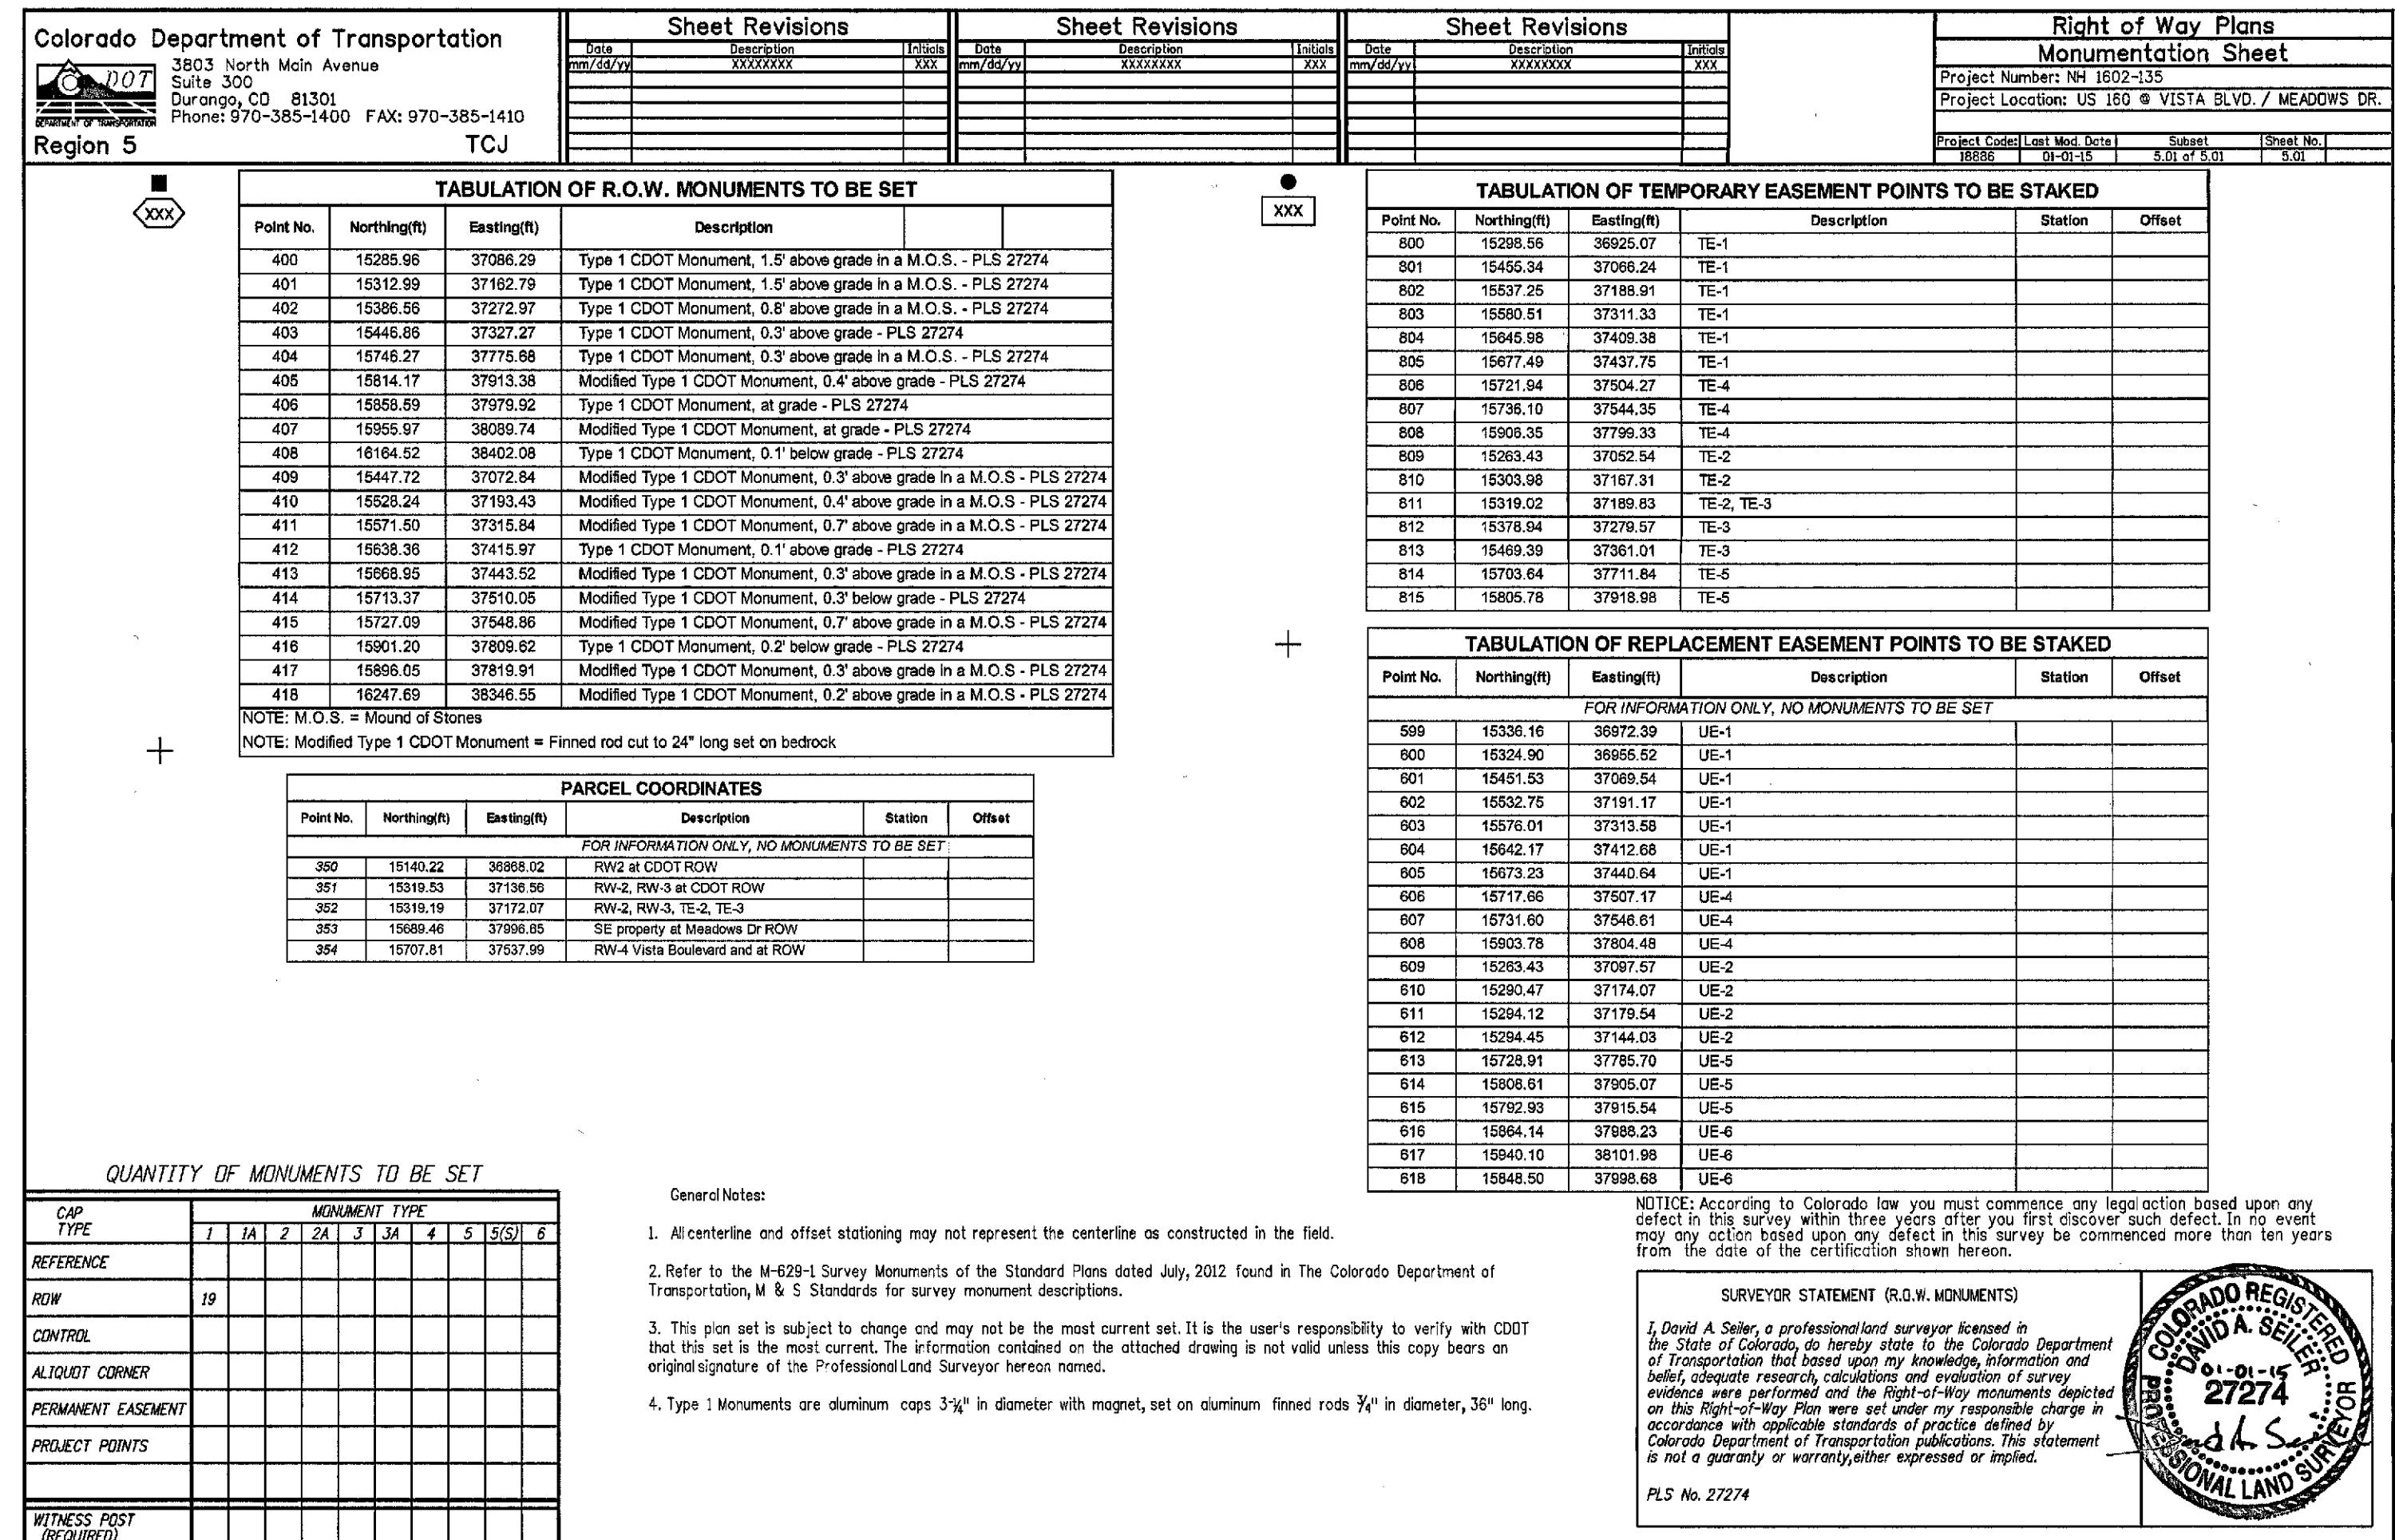 Colorado Department of Transportation
CDOT
DEPARTMENT OF TRANSPORTATION
3803 North Main Avenue
Suite 300
Durango, CO 81301
Phone: 970-385-1400 FAX: 970-385-1410
Region 5 TCJ
Sheet Revisions
Date Description Initials
mm/dd/yy XXXXXXXX XXX
Sheet Revisions
Date Description Initials
mm/dd/yy XXXXXXXX XXX
Sheet Revisions
Date Description Initials
mm/dd/yy XXXXXXXX XXX
Right of Way Plans
Monumentation Sheet
Project Number: NH 1602-135
Project Location: US 160 @ VISTA BLVD. / MEADOWS DR.
Project Code: Last Mod. Date Subset Sheet No.
18886 01-01-15 5.01 of 5.01 5.01
XXX
TABULATION OF R.O.W. MONUMENTS TO BE SET
Point No. Northing(ft) Easting(ft) Description
400 15285.96 37086.29 Type 1 CDOT Monument, 1.5' above grade in a M.O.S. - PLS 27274
401 15312.99 37162.79 Type 1 CDOT Monument, 1.5' above grade in a M.O.S. - PLS 27274
402 15386.56 37272.97 Type 1 CDOT Monument, 0.8' above grade in a M.O.S. - PLS 27274
403 15446.86 37327.27 Type 1 CDOT Monument, 0.3' above grade - PLS 27274
404 15746.27 37775.68 Type 1 CDOT Monument, 0.3' above grade in a M.O.S. - PLS 27274
405 15814.17 37913.38 Modified Type 1 CDOT Monument, 0.4' above grade - PLS 27274
406 15858.59 37979.92 Type 1 CDOT Monument, at grade - PLS 27274
407 15955.97 38089.74 Modified Type 1 CDOT Monument, at grade - PLS 27274
408 16164.52 38402.08 Type 1 CDOT Monument, 0.1' below grade - PLS 27274
409 15447.72 37072.84 Modified Type 1 CDOT Monument, 0.3' above grade in a M.O.S - PLS 27274
410 15528.24 37193.43 Modified Type 1 CDOT Monument, 0.4' above grade in a M.O.S - PLS 27274
411 15571.50 37315.84 Modified Type 1 CDOT Monument, 0.7' above grade in a M.O.S - PLS 27274
412 15638.36 37415.97 Type 1 CDOT Monument, 0.1' above grade - PLS 27274
413 15668.95 37443.52 Modified Type 1 CDOT Monument, 0.3' above grade in a M.O.S - PLS 27274
414 15713.37 37510.05 Modified Type 1 CDOT Monument, 0.3' below grade - PLS 27274
415 15727.09 37548.86 Modified Type 1 CDOT Monument, 0.7' above grade in a M.O.S - PLS 27274
416 15901.20 37809.62 Type 1 CDOT Monument, 0.2' below grade - PLS 27274
417 15896.05 37819.91 Modified Type 1 CDOT Monument, 0.3' above grade in a M.O.S - PLS 27274
418 16247.69 38346.55 Modified Type 1 CDOT Monument, 0.2' above grade in a M.O.S - PLS 27274
NOTE: M.O.S. = Mound of Stones
NOTE: Modified Type 1 CDOT Monument = Finned rod cut to 24" long set on bedrock
PARCEL COORDINATES
Point No. Northing(ft) Easting(ft) Description Station Offset
FOR INFORMATION ONLY, NO MONUMENTS TO BE SET
350 15140.22 36868.02 RW2 at CDOT ROW
351 15319.53 37136.56 RW-2, RW-3 at CDOT ROW
352 15319.19 37172.07 RW-2, RW-3, TE-2, TE-3
353 15689.46 37996.65 SE property at Meadows Dr ROW
354 15707.81 37537.99 RW-4 Vista Boulevard and at ROW
XXX
TABULATION OF TEMPORARY EASEMENT POINTS TO BE STAKED
Point No. Northing(ft) Easting(ft) Description Station Offset
800 15298.56 36925.07 TE-1
801 15455.34 37066.24 TE-1
802 15537.25 37188.91 TE-1
803 15580.51 37311.33 TE-1
804 15645.98 37409.38 TE-1
805 15677.49 37437.75 TE-1
806 15721.94 37504.27 TE-4
807 15736.10 37544.35 TE-4
808 15906.35 37799.33 TE-4
809 15263.43 37052.54 TE-2
810 15303.98 37167.31 TE-2
811 15319.02 37189.83 TE-2, TE-3
812 15378.94 37279.57 TE-3
813 15469.39 37361.01 TE-3
814 15703.64 37711.84 TE-5
815 15805.78 37918.98 TE-5
TABULATION OF REPLACEMENT EASEMENT POINTS TO BE STAKED
Point No. Northing(ft) Easting(ft) Description Station Offset
FOR INFORMATION ONLY, NO MONUMENTS TO BE SET
599 15336.16 36972.39 UE-1
600 15324.90 36955.52 UE-1
601 15451.53 37069.54 UE-1
602 15532.75 37191.17 UE-1
603 15576.01 37313.58 UE-1
604 15642.17 37412.68 UE-1
605 15673.23 37440.64 UE-1
606 15717.66 37507.17 UE-4
607 15731.60 37546.61 UE-4
608 15903.78 37804.48 UE-4
609 15263.43 37097.57 UE-2
610 15290.47 37174.07 UE-2
611 15294.12 37179.54 UE-2
612 15294.45 37144.03 UE-2
613 15728.91 37785.70 UE-5
614 15808.61 37905.07 UE-5
615 15792.93 37915.54 UE-5
616 15864.14 37988.23 UE-6
617 15940.10 38101.98 UE-6
618 15848.50 37998.68 UE-6
QUANTITY OF MONUMENTS TO BE SET
CAP TYPE MONUMENT TYPE
1 1A 2 2A 3 3A 4 5 5(S) 6
REFERENCE
ROW 19
CONTROL
ALIQUOT CORNER
PERMANENT EASEMENT
PROJECT POINTS
WITNESS POST
(REQUIRED)
General Notes:
1. All centerline and offset stationing may not represent the centerline as constructed in the field.
2. Refer to the M-629-1 Survey Monuments of the Standard Plans dated July, 2012 found in The Colorado Department of
Transportation, M & S Standards for survey monument descriptions.
3. This plan set is subject to change and may not be the most current set. It is the user's responsibility to verify with CDOT
that this set is the most current. The information contained on the attached drawing is not valid unless this copy bears an
original signature of the Professional Land Surveyor hereon named.
4. Type 1 Monuments are aluminum caps 3-¼" in diameter with magnet, set on aluminum finned rods ¾" in diameter, 36" long.
NOTICE: According to Colorado law you must commence any legal action based upon any
defect in this survey within three years after you first discover such defect. In no event
may any action based upon any defect in this survey be commenced more than ten years
from the date of the certification shown hereon.
SURVEYOR STATEMENT (R.O.W. MONUMENTS)
I, David A. Seiler, a professional land surveyor licensed in
the State of Colorado, do hereby state to the Colorado Department
of Transportation that based upon my knowledge, information and
belief, adequate research, calculations and evaluation of survey
evidence were performed and the Right-of-Way monuments depicted
on this Right-of-Way Plan were set under my responsible charge in
accordance with applicable standards of practice defined by
Colorado Department of Transportation publications. This statement
is not a guaranty or warranty, either expressed or implied.
PLS No. 27274
COLORADO REGISTERED
DAVID A. SEILER
01-01-15
27274
PROFESSIONAL LAND SURVEYOR